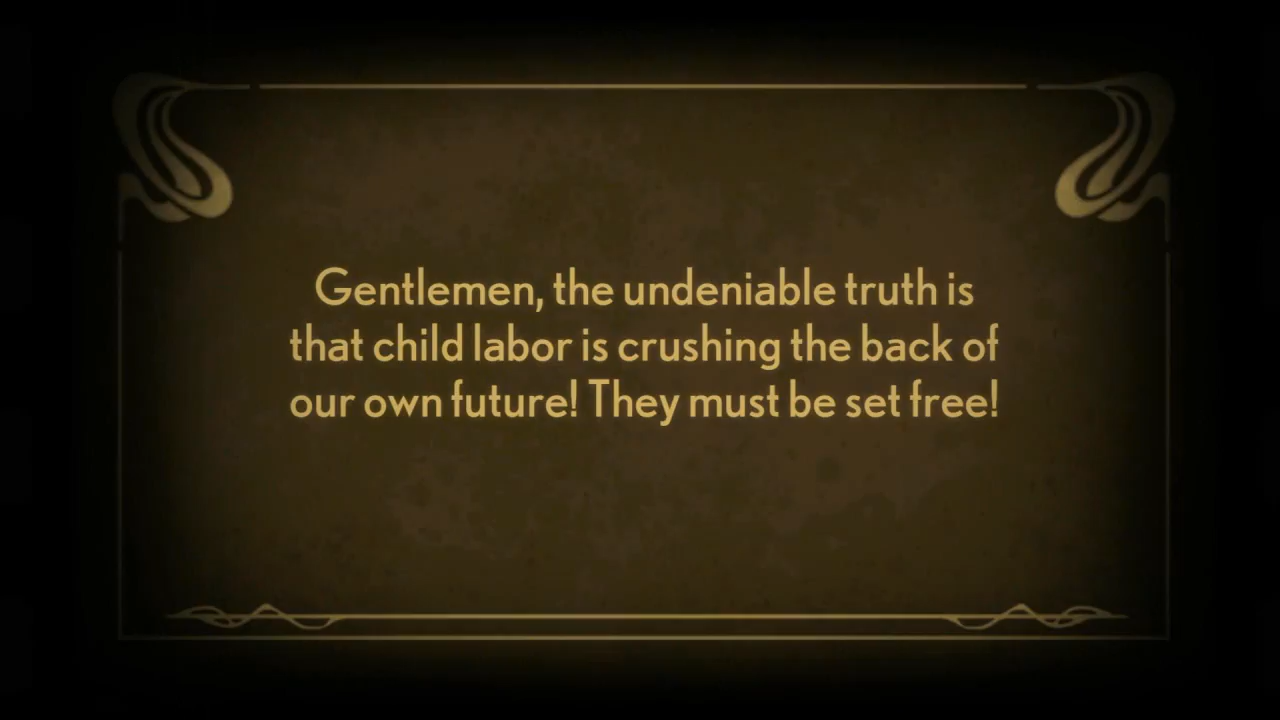 Gentlemen, the undeniable truth is
that child labor is crushing the back of
our own future! They must be set free!